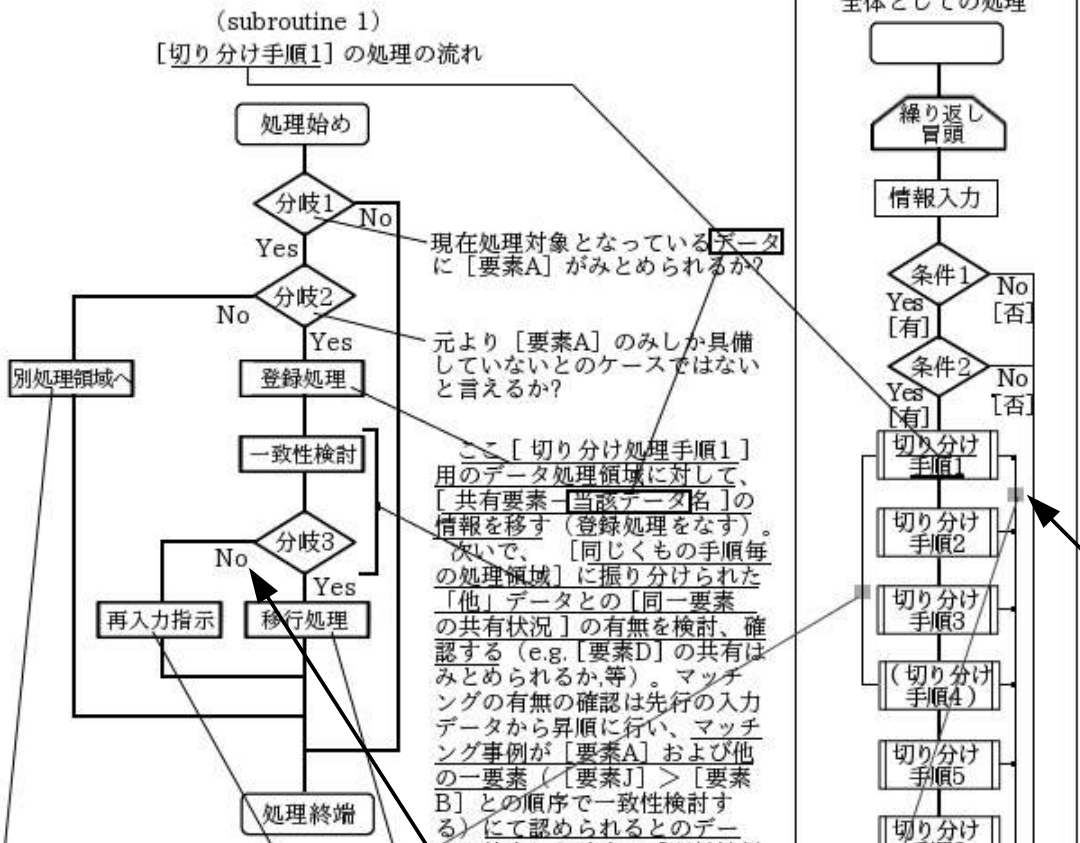 (subroutine 1)
[切り分け手順1] の処理の流れ
処理始め
分岐1
No
Yes
分岐2
No
Yes
別処理領域へ
登録処理
一致性検討
分岐3
No
Yes
再入力指示
移行処理
処理終端
現在処理対象となっているデータ
に［要素A］がみとめられるか?
元より［要素A］のみしか具備
していないとのケースではない
と言えるか?
ここ [ 切り分け処理手順1 ]
用のデータ処理領域に対して、
[ 共有要素－当該データ名 ]の
情報を移す（登録処理をなす）。
次いで、［同じくもの手順毎
の処理領域］に振り分けられた
「他」データとの [同一要素
の共有状況 ] の有無を検討、確
認する（e.g.［要素D］の共有は
みとめられるか,等）。マッチ
ングの有無の確認は先行の入力
データから昇順に行い、マッチ
ング事例が［要素A］および他
の一要素（［要素J］＞［要素
B］との順序で一致性検討す
る）にて認められるとのデー
全体としての処理
繰り返し
冒頭
情報入力
条件1
No
[否]
Yes
[有]
条件2
No
[否]
Yes
[有]
切り分け
手順1
切り分け
手順2
切り分け
手順3
(切り分け
手順4)
切り分け
手順5
切り分け